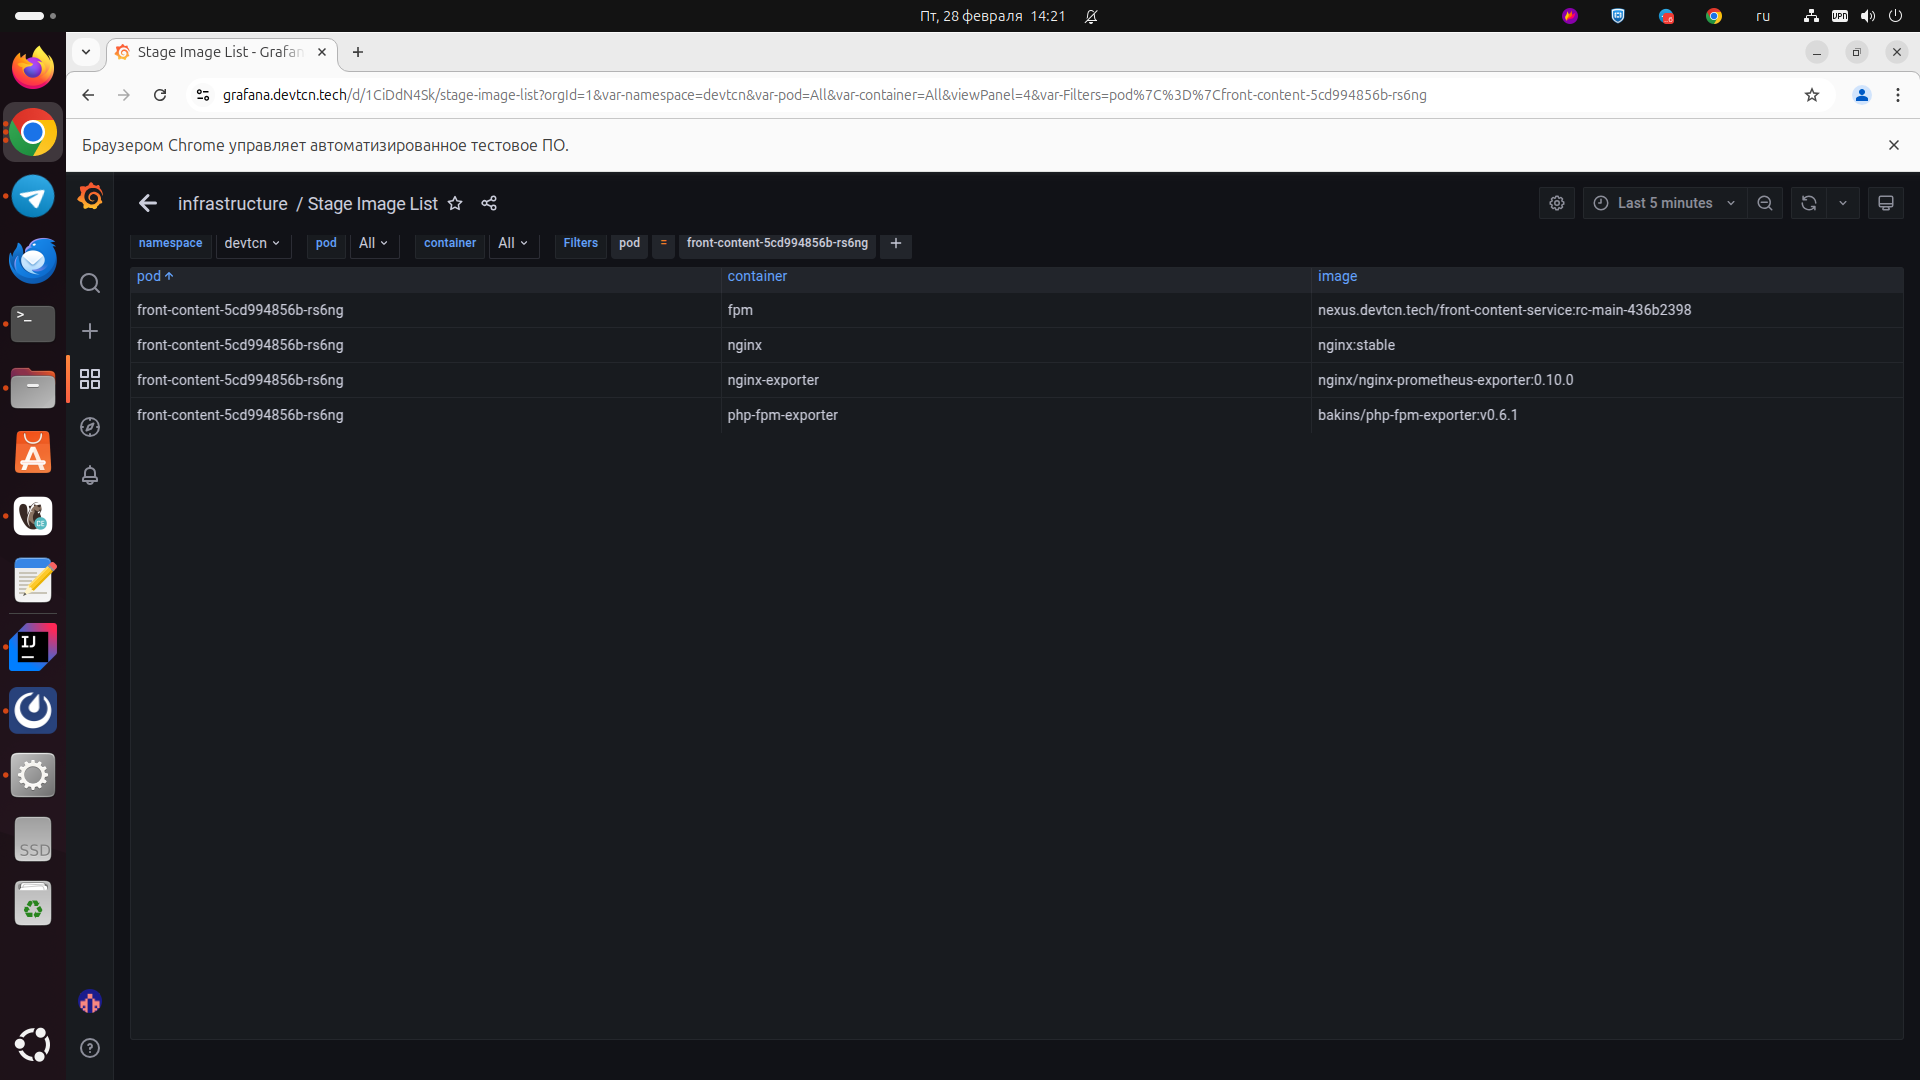 Пт, 28 февраля 14:21
ru
VPN
Stage Image List - Grafan
grafana.devtcn.tech/d/1CiDdN4Sk/stage-image-list?orgId=1&var-namespace=devtcn&var-pod=All&var-container=All&viewPanel=4&var-Filters=pod%7C%3D%7Cfront-content-5cd994856b-rs6ng
Браузером Chrome управляет автоматизированное тестовое ПО.
infrastructure / Stage Image List
Last 5 minutes
namespace devtcn pod All container All Filters pod = front-content-5cd994856b-rs6ng +
pod container image
front-content-5cd994856b-rs6ng fpm nexus.devtcn.tech/front-content-service:rc-main-436b2398
front-content-5cd994856b-rs6ng nginx nginx:stable
front-content-5cd994856b-rs6ng nginx-exporter nginx/nginx-prometheus-exporter:0.10.0
front-content-5cd994856b-rs6ng php-fpm-exporter bakins/php-fpm-exporter:v0.6.1
IJ
SSD